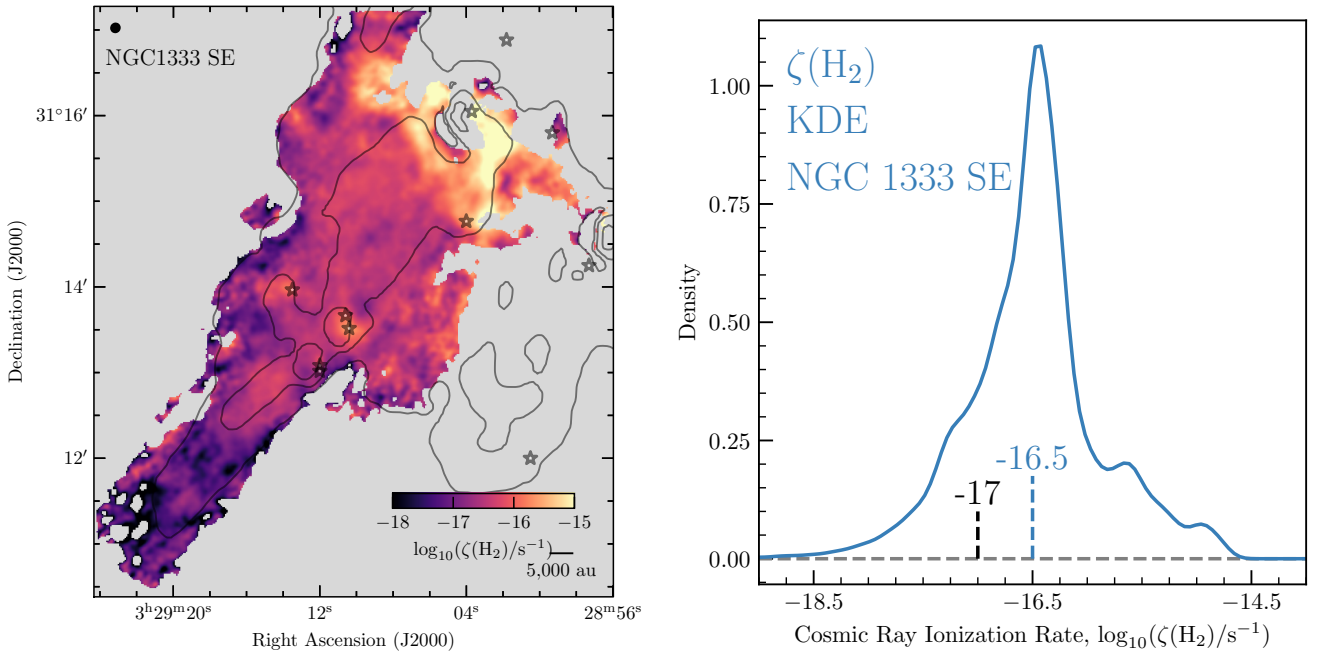 NGC1333 SE
31°16′
14′
12′
Declination (J2000)
−18 −17 −16 −15
log₁₀(ζ(H₂)/s⁻¹)
5,000 au
3ʰ29ᵐ20ˢ 12ˢ 04ˢ 28ᵐ56ˢ
Right Ascension (J2000)
ζ(H₂)
KDE
NGC 1333 SE
1.00
0.75
0.50
0.25
0.00
Density
-16.5
-17
−18.5 −16.5 −14.5
Cosmic Ray Ionization Rate, log₁₀(ζ(H₂)/s⁻¹)